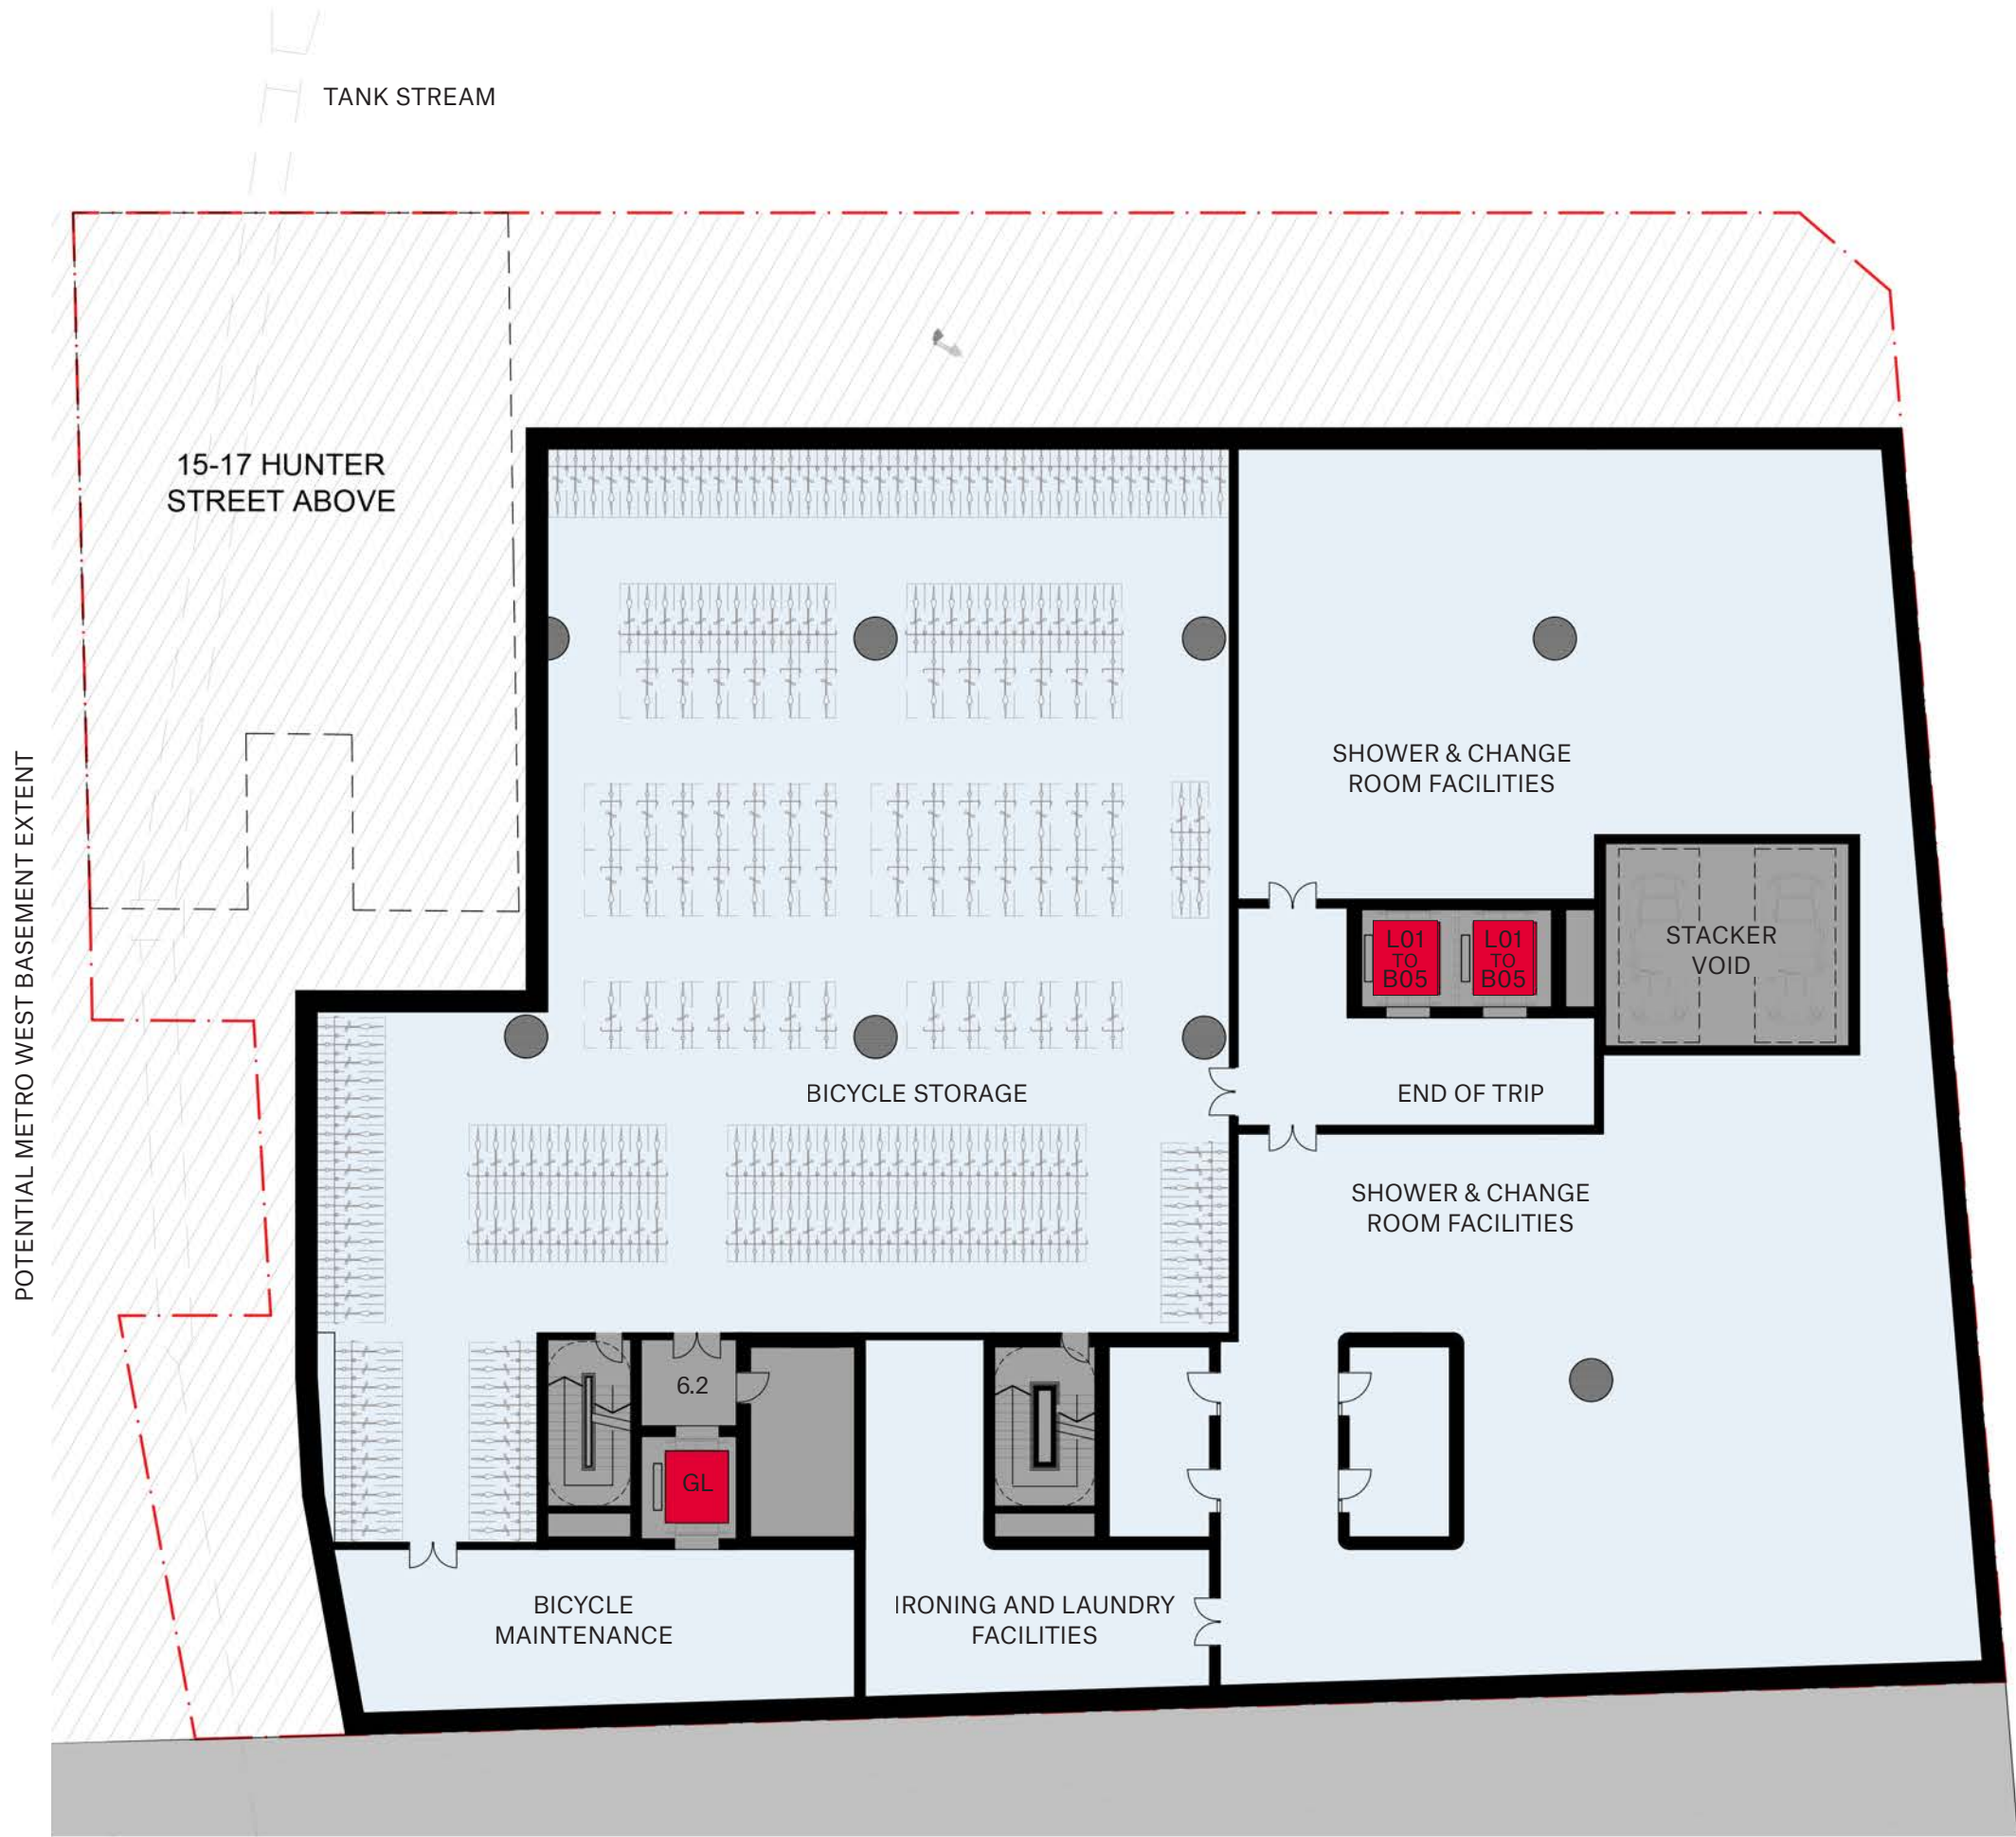 TANK STREAM
15-17 HUNTER
STREET ABOVE
POTENTIAL METRO WEST BASEMENT EXTENT
SHOWER & CHANGE
ROOM FACILITIES
L01
TO
B05
L01
TO
B05
STACKER
VOID
BICYCLE STORAGE
END OF TRIP
SHOWER & CHANGE
ROOM FACILITIES
6.2
GL
BICYCLE
MAINTENANCE
IRONING AND LAUNDRY
FACILITIES